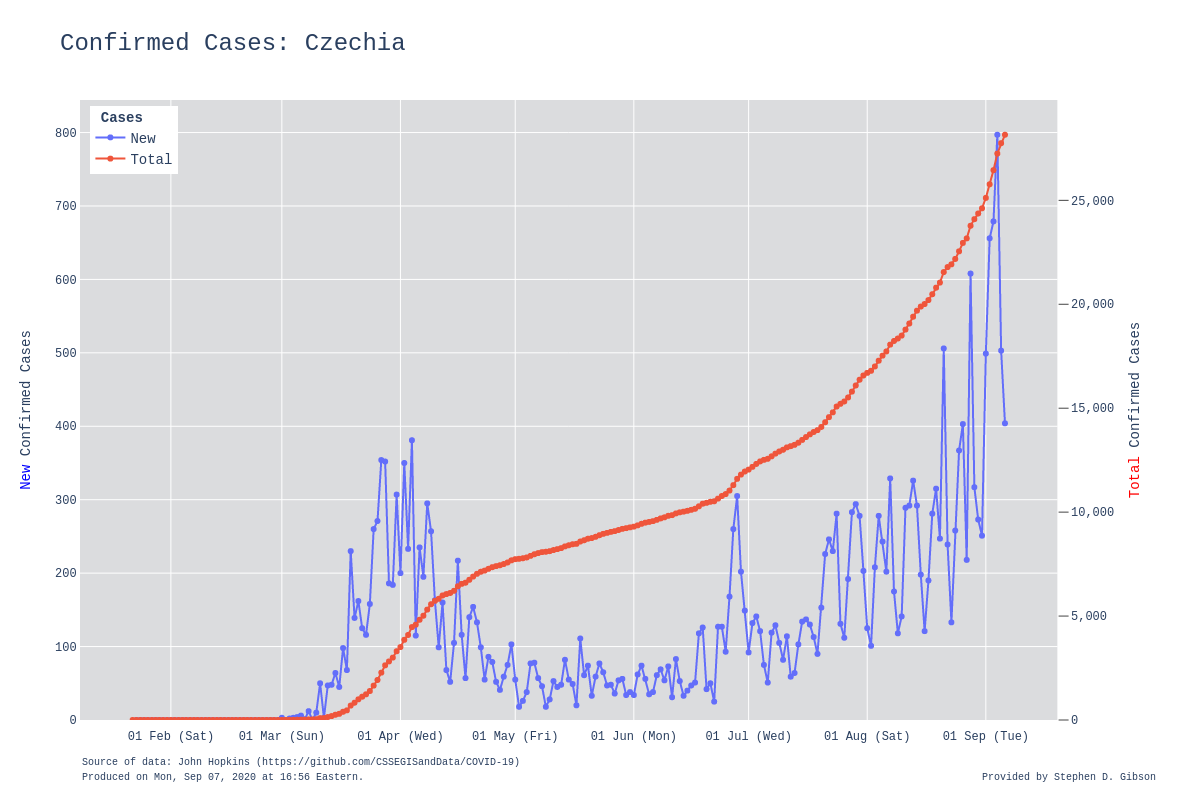 Confirmed Cases: Czechia
Cases
New
Total
800
700
600
500
400
300
200
100
0
25,000
20,000
15,000
10,000
5,000
0
New Confirmed Cases
Total Confirmed Cases
01 Feb (Sat) 01 Mar (Sun) 01 Apr (Wed) 01 May (Fri) 01 Jun (Mon) 01 Jul (Wed) 01 Aug (Sat) 01 Sep (Tue)
Source of data: John Hopkins (https://github.com/CSSEGISandData/COVID-19)
Produced on Mon, Sep 07, 2020 at 16:56 Eastern.
Provided by Stephen D. Gibson